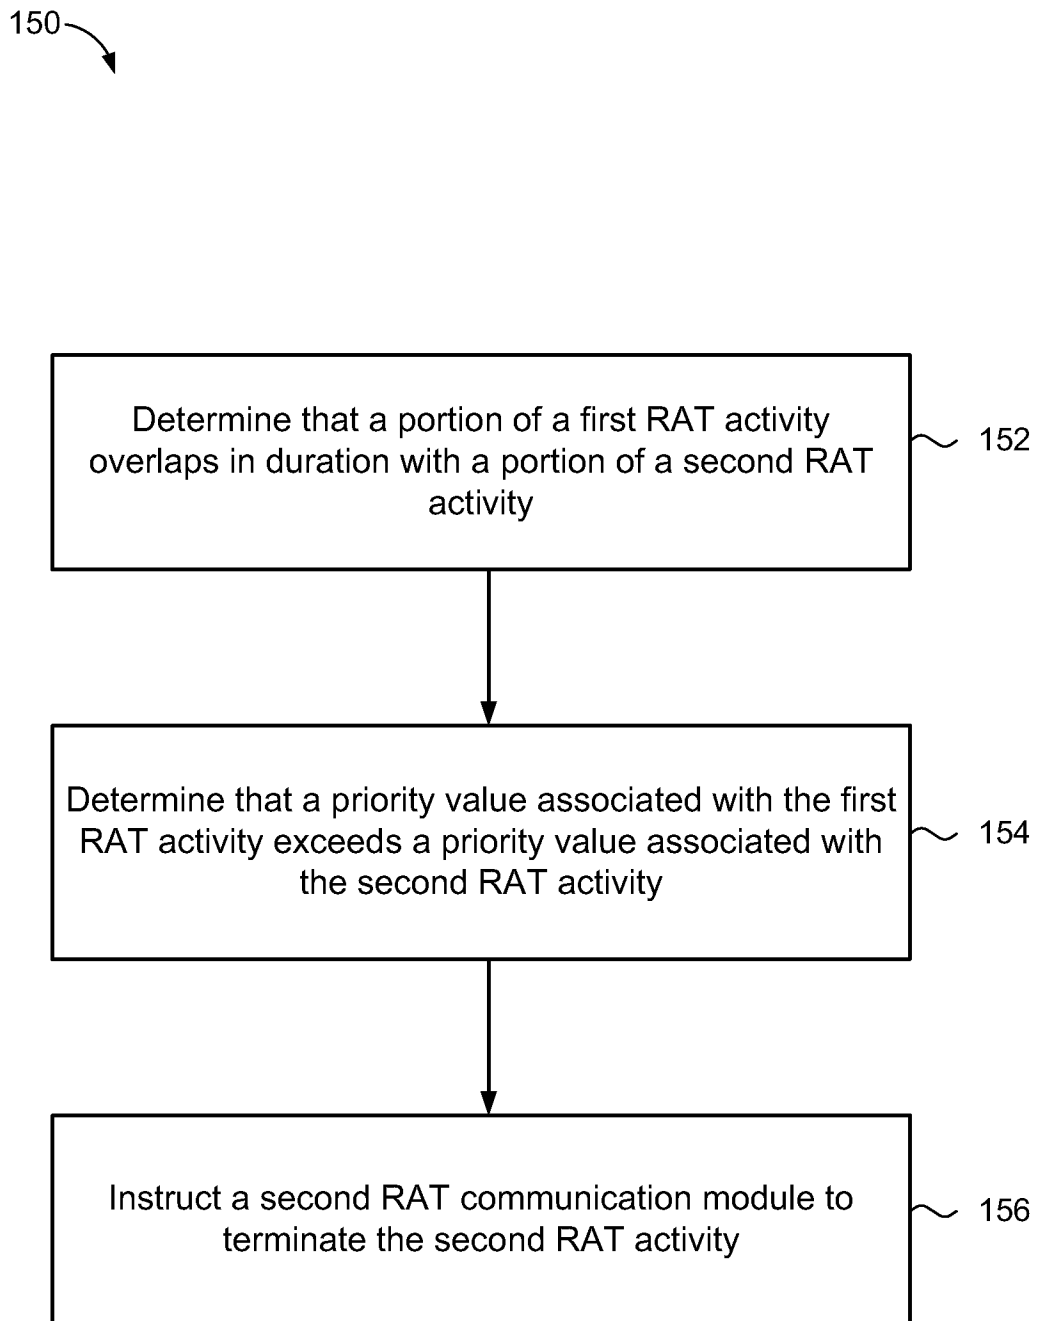 150
Determine that a portion of a first RAT activity
overlaps in duration with a portion of a second RAT
activity
152
Determine that a priority value associated with the first
RAT activity exceeds a priority value associated with
the second RAT activity
154
Instruct a second RAT communication module to
terminate the second RAT activity
156